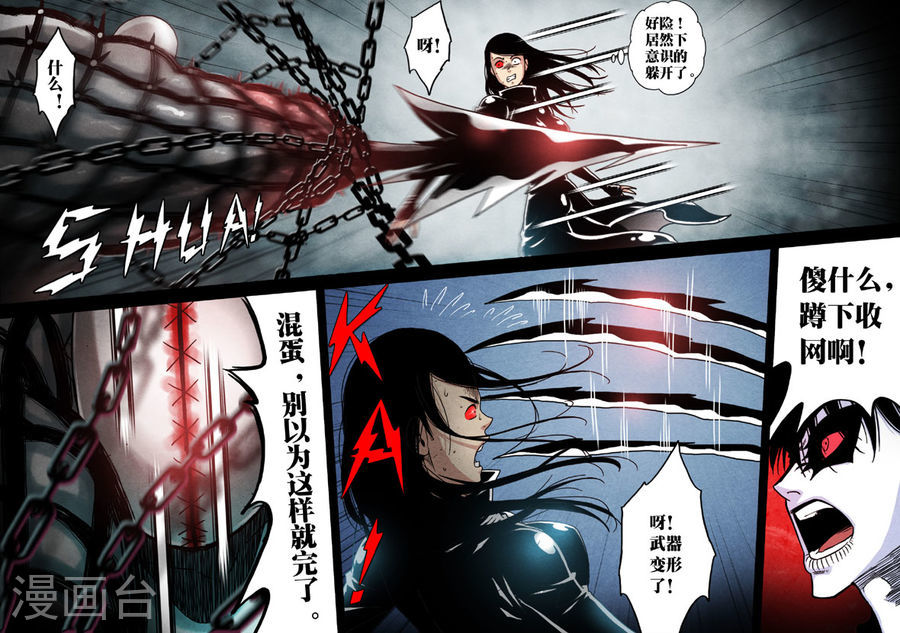 什么！
呀！
好险！
居然下
意识的
躲开了。
SHUA！
混蛋，别以为这样就完了。
KA！
呀！
武器形
变了！
傻什么，
蹲下收
网啊！
漫画台